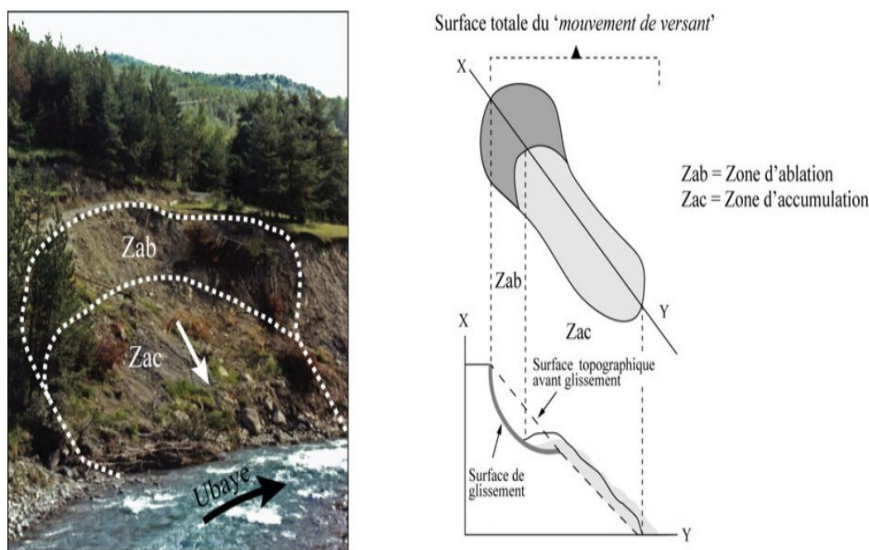 Zab
Zac
Ubaye
Surface totale du ‘mouvement de versant’
X
Zab = Zone d’ablation
Zac = Zone d’accumulation
Zab
Zac
Y
X
Surface topographique
avant glissement
Surface de
glissement
Y